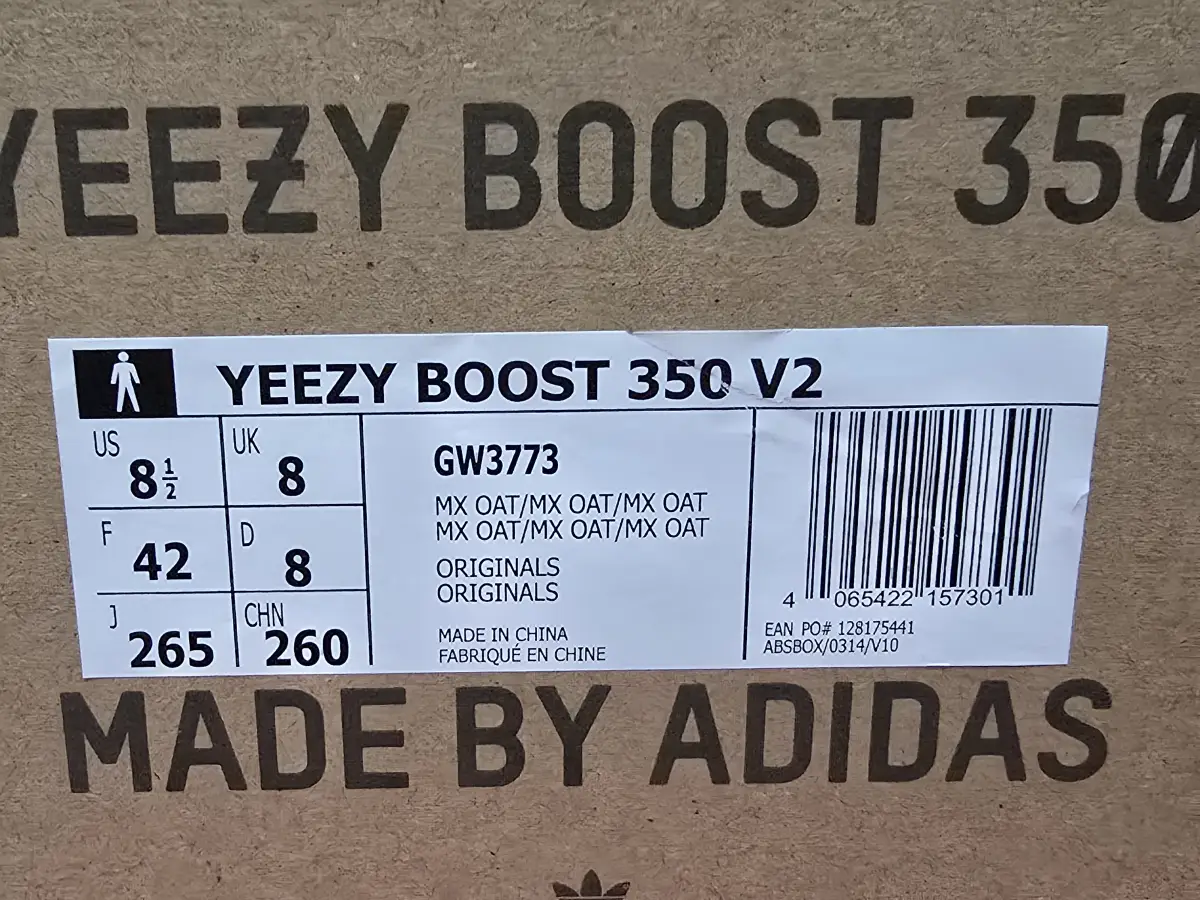 YEEZY BOOST 350
YEEZY BOOST 350 V2
US 8½
UK 8
F 42
D 8
J 265
CHN 260
GW3773
MX OAT/MX OAT/MX OAT
MX OAT/MX OAT/MX OAT
ORIGINALS
ORIGINALS
MADE IN CHINA
FABRIQUÉ EN CHINE
4 065422 157301
EAN PO# 128175441
ABSBOX/0314/V10
MADE BY ADIDAS